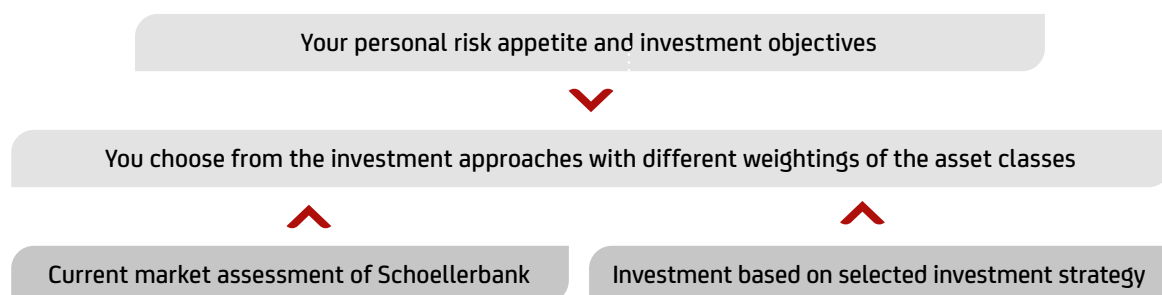 Your personal risk appetite and investment objectives
You choose from the investment approaches with different weightings of the asset classes
Current market assessment of Schoellerbank
Investment based on selected investment strategy